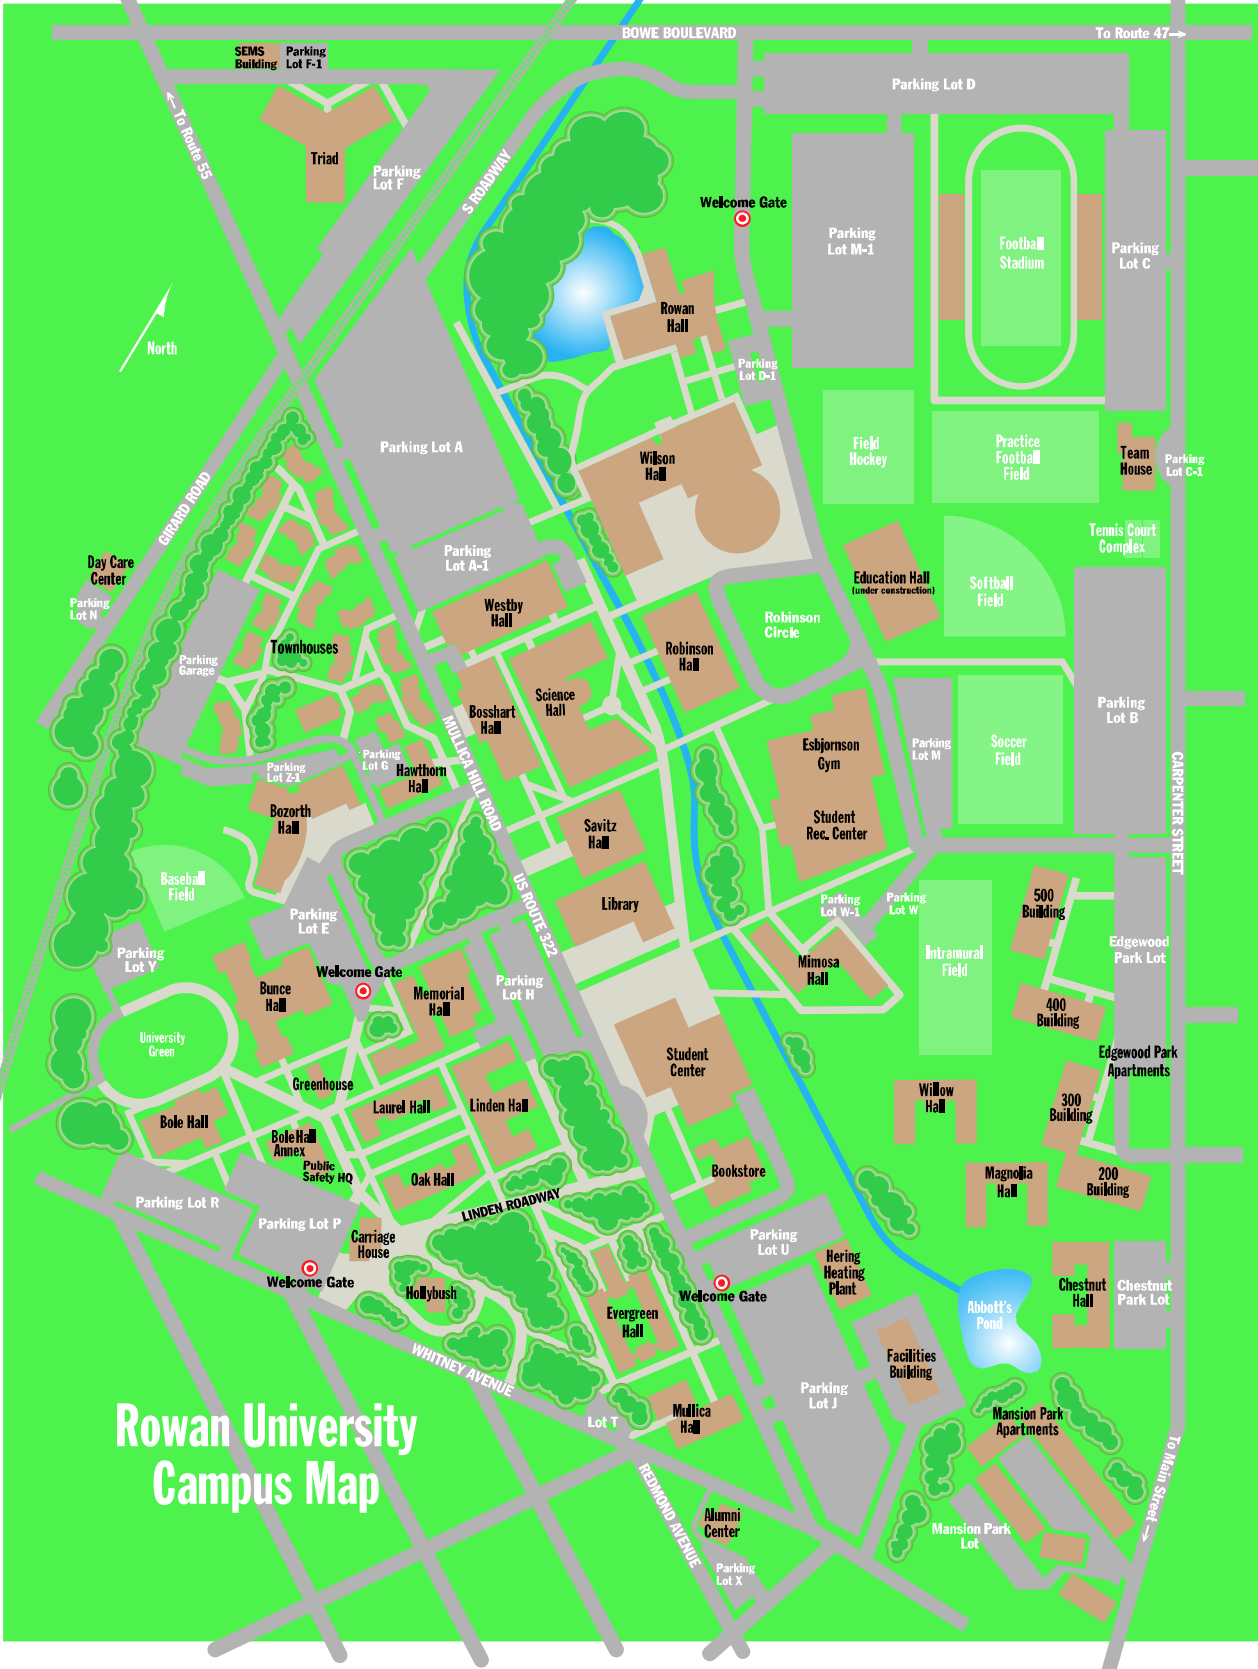 BOWE BOULEVARD
To Route 47→
SEMS
Building
Parking
Lot F-1
Parking Lot D
← To Route 55
Triad
Parking
Lot F
S ROADWAY
Welcome Gate
Parking
Lot M-1
Football
Stadium
Parking
Lot C
Rowan
Hall
North
Parking
Lot D-1
Parking Lot A
Wilson
Hall
Field
Hockey
Practice
Football
Field
Team
House
Parking
Lot C-1
GIRARD ROAD
Tennis Court
Complex
Parking
Lot A-1
Day Care
Center
Parking
Lot N
Westby
Hall
Education Hall
(under construction)
Softball
Field
Robinson
Circle
Townhouses
Parking
Garage
Robinson
Hall
Science
Hall
Bosshart
Hall
Parking
Lot B
MULLICA HILL ROAD
Esbjornson
Gym
Parking
Lot M
Soccer
Field
CARPENTER STREET
Parking
Lot Z-1
Parking
Lot G
Hawthorn
Hall
Bozorth
Hall
Savitz
Hall
Student
Rec. Center
Baseball
Field
US ROUTE 322
Library
Parking
Lot W-1
Parking
Lot W
500
Building
Parking
Lot E
Parking
Lot Y
Welcome Gate
Bunce
Hall
Memorial
Hall
Parking
Lot H
Mimosa
Hall
Intramural
Field
Edgewood
Park Lot
400
Building
University
Green
Student
Center
Edgewood Park
Apartments
Greenhouse
Laurel Hall
Linden Hall
Willow
Hall
300
Building
Bole Hall
Bole Hall
Annex
Public
Safety HQ
Oak Hall
Bookstore
Magnolia
Hall
200
Building
Parking Lot R
Parking Lot P
LINDEN ROADWAY
Carriage
House
Parking
Lot U
Hering
Heating
Plant
Welcome Gate
Hollybush
Welcome Gate
Evergreen
Hall
Abbott's
Pond
Chestnut
Hall
Chestnut
Park Lot
WHITNEY AVENUE
Facilities
Building
Parking
Lot J
Lot T
Mullica
Hall
Mansion Park
Apartments
Rowan University
Campus Map
To Main Street →
REDMOND AVENUE
Alumni
Center
Mansion Park
Lot
Parking
Lot X